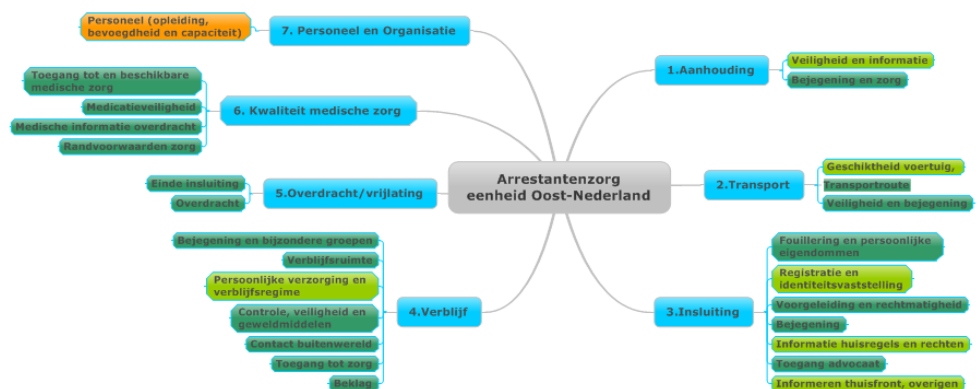 Arrestantenzorg
eenheid Oost-Nederland
1.Aanhouding
Veiligheid en informatie
Bejegening en zorg
2.Transport
Geschiktheid voertuig,
Transportroute
Veiligheid en bejegening
3.Insluiting
Fouillering en persoonlijke
eigendommen
Registratie en
identiteitsvaststelling
Voorgeleiding en rechtmatigheid
Bejegening
Informatie huisregels en rechten
Toegang advocaat
Informeren thuisfront, overigen
4.Verblijf
Bejegening en bijzondere groepen
Verblijfsruimte
Persoonlijke verzorging en
verblijfsregime
Controle, veiligheid en
geweldmiddelen
Contact buitenwereld
Toegang tot zorg
Beklag
5.Overdracht/vrijlating
Einde insluiting
Overdracht
6. Kwaliteit medische zorg
Toegang tot en beschikbare
medische zorg
Medicatieveiligheid
Medische informatie overdracht
Randvoorwaarden zorg
7. Personeel en Organisatie
Personeel (opleiding,
bevoegdheid en capaciteit)